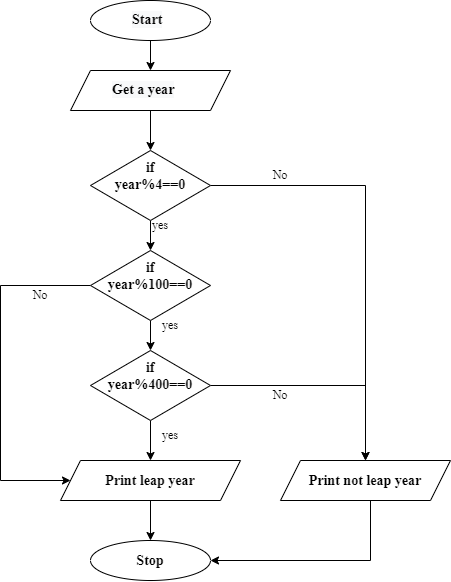 Start
Get a year
if
year%4==0
No
yes
if
year%100==0
No
yes
if
year%400==0
No
yes
Print leap year
Print not leap year
Stop